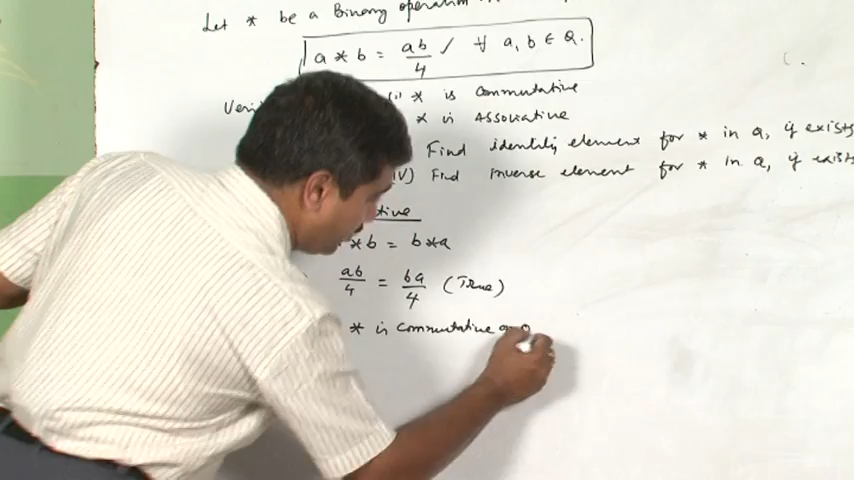 Let * be a Binary operation
a * b = ab/4 ✓ ∀ a, b ∈ Q.
(i) * is commutative
* is Associative
Find identity element for * in Q, if exists
(iv) Find inverse element for * in Q, if exists
* b = b * a
ab/4 = ba/4 (True)
* is commutative